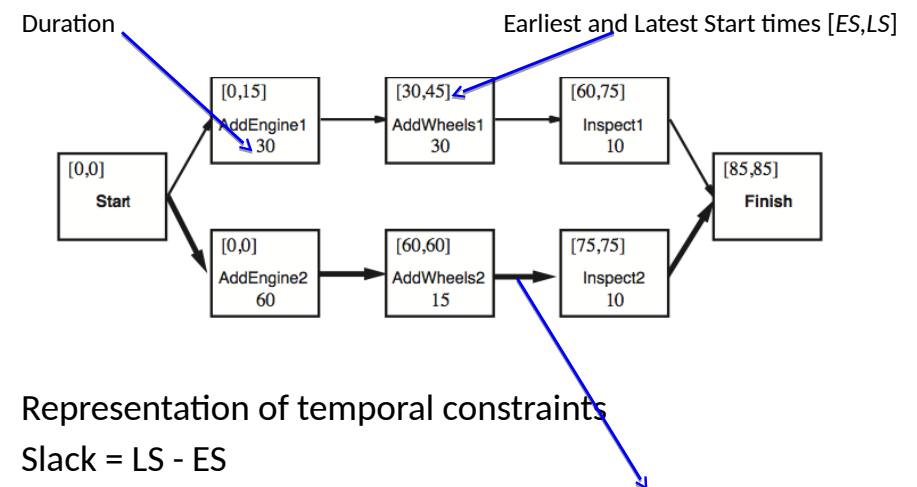 Duration
Earliest and Latest Start times [ES,LS]
[0,15]
AddEngine1
30
[30,45]
AddWheels1
30
[60,75]
Inspect1
10
[0,0]
Start
[85,85]
Finish
[0,0]
AddEngine2
60
[60,60]
AddWheels2
15
[75,75]
Inspect2
10
Representation of temporal constraints
Slack = LS - ES